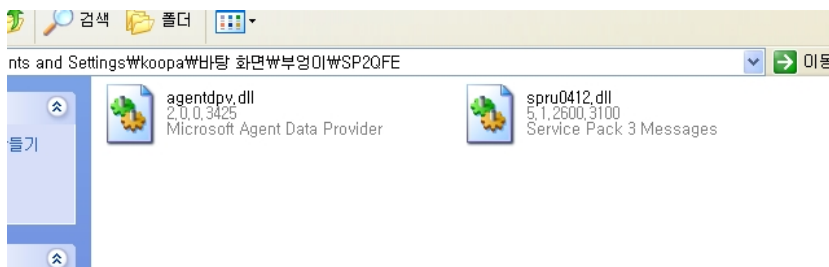 검색
폴더
nts and Settings₩koopa₩바탕 화면₩부엉이₩SP2QFE
이동
agentdpv.dll
2.0.0.3425
Microsoft Agent Data Provider
spru0412.dll
5.1.2600.3100
Service Pack 3 Messages
들기